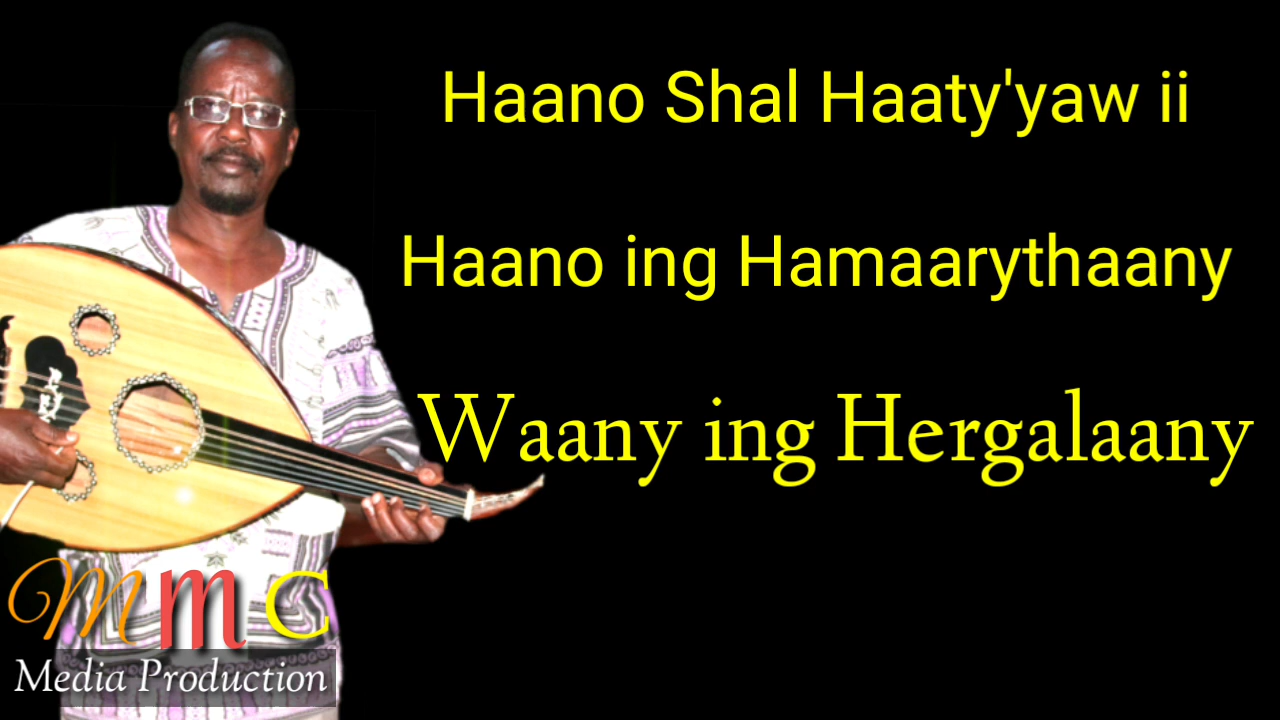 Haano Shal Haaty'yaw ii
Haano ing Hamaarythaany
Waany ing Hergalaany
MMC
Media Production